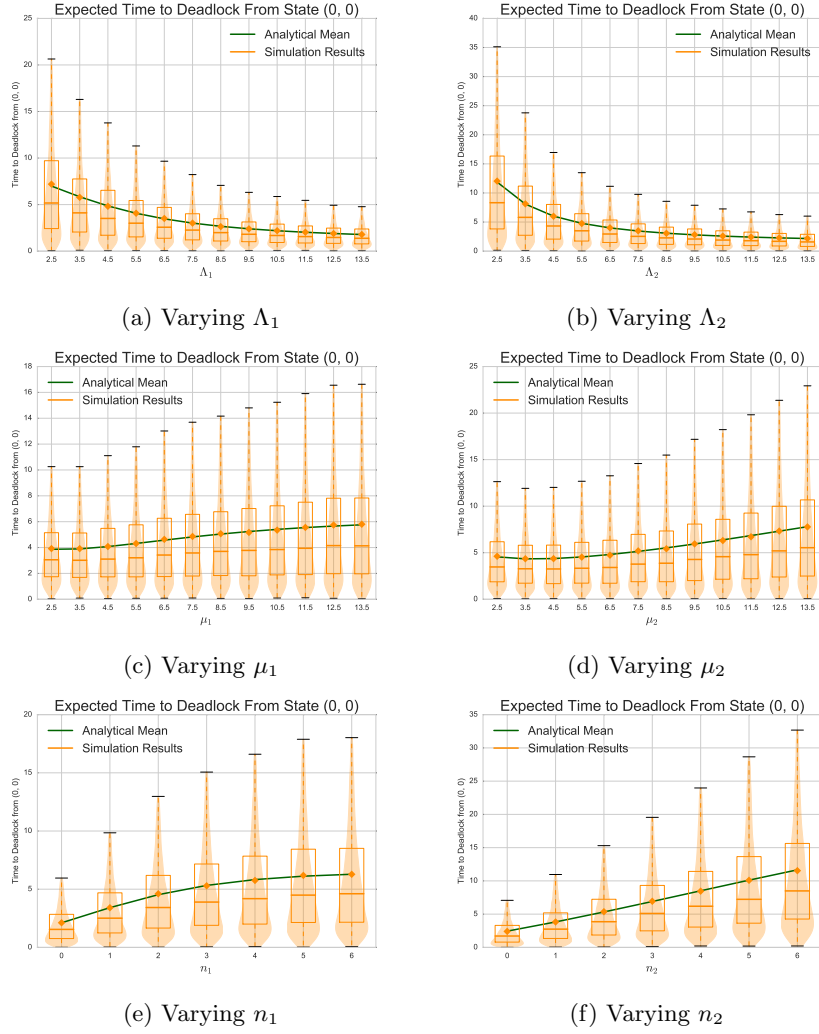 Expected Time to Deadlock From State (0, 0)
25
20
15
10
5
0
Time to Deadlock from (0, 0)
Analytical Mean
Simulation Results
2.5 3.5 4.5 5.5 6.5 7.5 8.5 9.5 10.5 11.5 12.5 13.5
Λ1
(a) Varying Λ1
Expected Time to Deadlock From State (0, 0)
40
35
30
25
20
15
10
5
0
Time to Deadlock from (0, 0)
Analytical Mean
Simulation Results
2.5 3.5 4.5 5.5 6.5 7.5 8.5 9.5 10.5 11.5 12.5 13.5
Λ2
(b) Varying Λ2
Expected Time to Deadlock From State (0, 0)
18
16
14
12
10
8
6
4
2
0
Time to Deadlock from (0, 0)
Analytical Mean
Simulation Results
2.5 3.5 4.5 5.5 6.5 7.5 8.5 9.5 10.5 11.5 12.5 13.5
μ1
(c) Varying μ1
Expected Time to Deadlock From State (0, 0)
25
20
15
10
5
0
Time to Deadlock from (0, 0)
Analytical Mean
Simulation Results
2.5 3.5 4.5 5.5 6.5 7.5 8.5 9.5 10.5 11.5 12.5 13.5
μ2
(d) Varying μ2
Expected Time to Deadlock From State (0, 0)
20
15
10
5
0
Time to Deadlock from (0, 0)
Analytical Mean
Simulation Results
0 1 2 3 4 5 6
n1
(e) Varying n1
Expected Time to Deadlock From State (0, 0)
35
30
25
20
15
10
5
0
Time to Deadlock from (0, 0)
Analytical Mean
Simulation Results
0 1 2 3 4 5 6
n2
(f) Varying n2